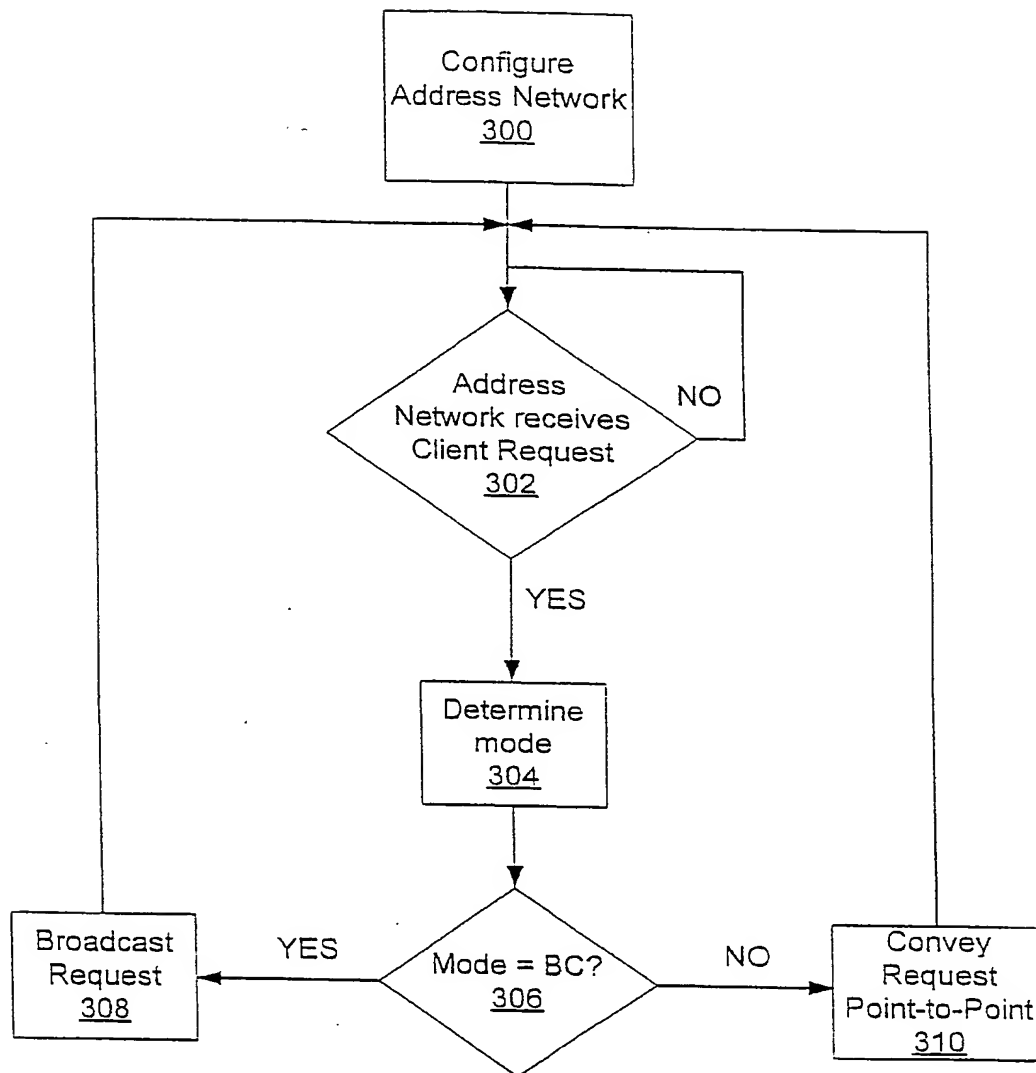 Configure
Address Network
300
Address
Network receives
Client Request
302
NO
YES
Determine
mode
304
Mode = BC?
306
YES
NO
Broadcast
Request
308
Convey
Request
Point-to-Point
310